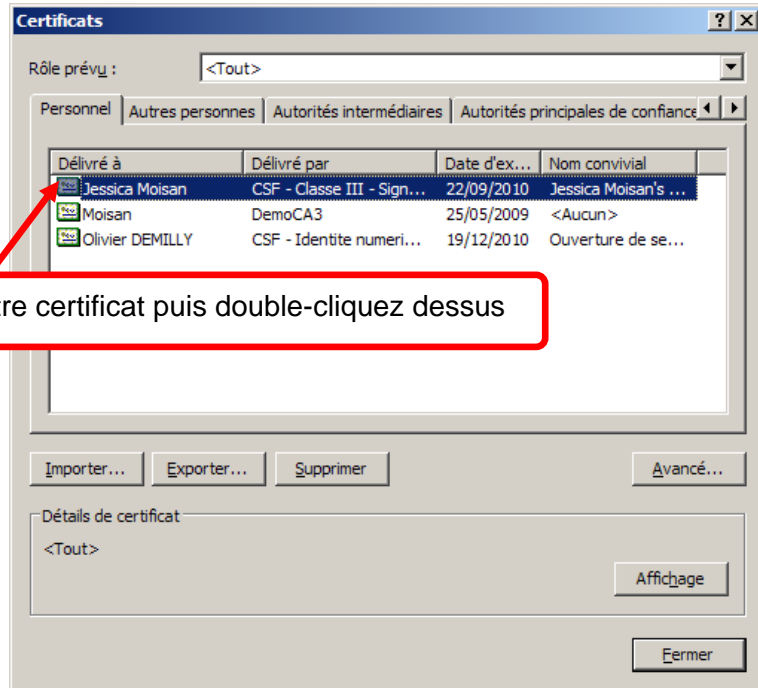 Certificats
Rôle prévu : <Tout>
Personnel Autres personnes Autorités intermédiaires Autorités principales de confiance
Délivré à Délivré par Date d'ex... Nom convivial
Jessica Moisan CSF - Classe III - Sign... 22/09/2010 Jessica Moisan's ...
Moisan DemoCA3 25/05/2009 <Aucun>
Olivier DEMILLY CSF - Identite numeri... 19/12/2010 Ouverture de se...
certificat puis double-cliquez dessus
Importer... Exporter... Supprimer Avancé...
Détails de certificat
<Tout>
Affichage
Fermer